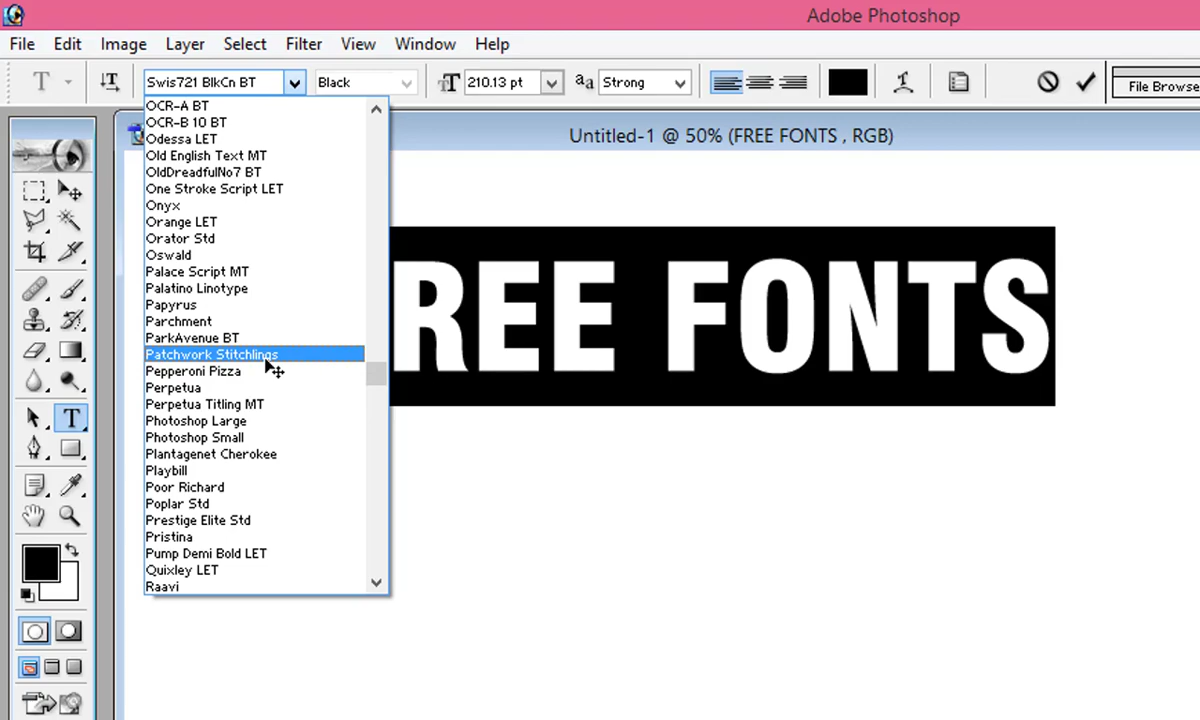 Adobe Photoshop
File Edit Image Layer Select Filter View Window Help
T Swis721 BlkCn BT Black 210.13 pt aa Strong File Browse
Untitled-1 @ 50% (FREE FONTS , RGB)
OCR-A BT
OCR-B 10 BT
Odessa LET
Old English Text MT
OldDreadfulNo7 BT
One Stroke Script LET
Onyx
Orange LET
Orator Std
Oswald
Palace Script MT
Palatino Linotype
Papyrus
Parchment
ParkAvenue BT
Patchwork Stitchlings
Pepperoni Pizza
Perpetua
Perpetua Titling MT
Photoshop Large
Photoshop Small
Plantagenet Cherokee
Playbill
Poor Richard
Poplar Std
Prestige Elite Std
Pristina
Pump Demi Bold LET
Quixley LET
Raavi
REE FONTS